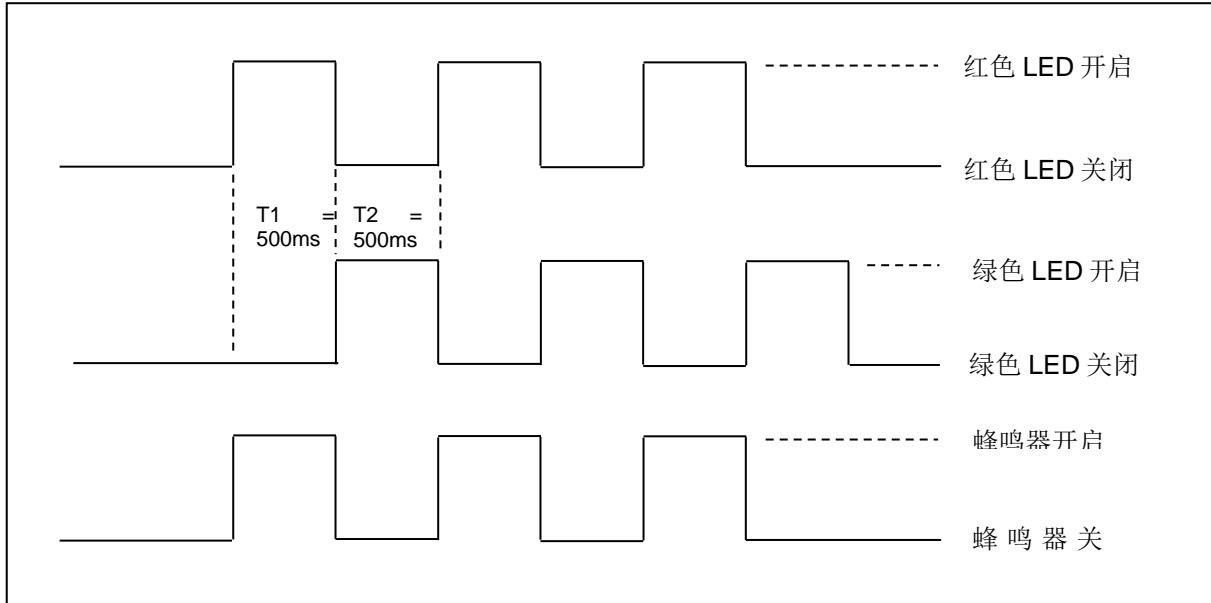 红色 LED 开启
红色 LED 关闭
T1 = T2 =
500ms 500ms
绿色 LED 开启
绿色 LED 关闭
蜂鸣器开启
蜂 鸣 器 关